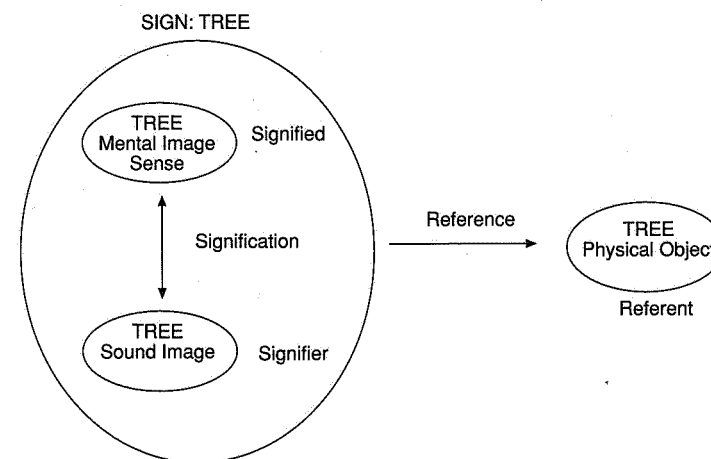 SIGN: TREE
TREE
Mental Image
Sense
Signified
Signification
TREE
Sound Image
Signifier
Reference
TREE
Physical Object
Referent